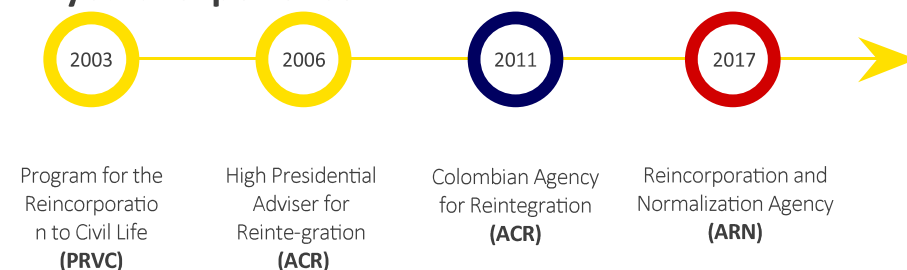 2003
2006
2011
2017
Program for the
Reincorporatio
n to Civil Life
(PRVC)
High Presidential
Adviser for
Reinte-gration
(ACR)
Colombian Agency
for Reintegration
(ACR)
Reincorporation and
Normalization Agency
(ARN)